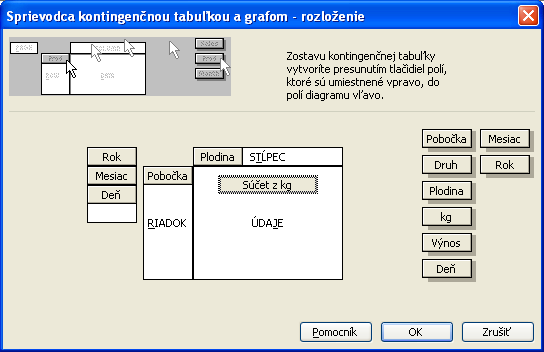 Sprievodca kontingenčnou tabuľkou a grafom - rozloženie
Zostavu kontingenčnej tabuľky
vytvoríte presunutím tlačidiel polí,
ktoré sú umiestnené vpravo, do
polí diagramu vľavo.
Rok
Mesiac
Deň
Plodina
STĹPEC
Pobočka
Súčet z kg
RIADOK
ÚDAJE
Pobočka
Mesiac
Druh
Rok
Plodina
kg
Výnos
Deň
Pomocník
OK
Zrušiť